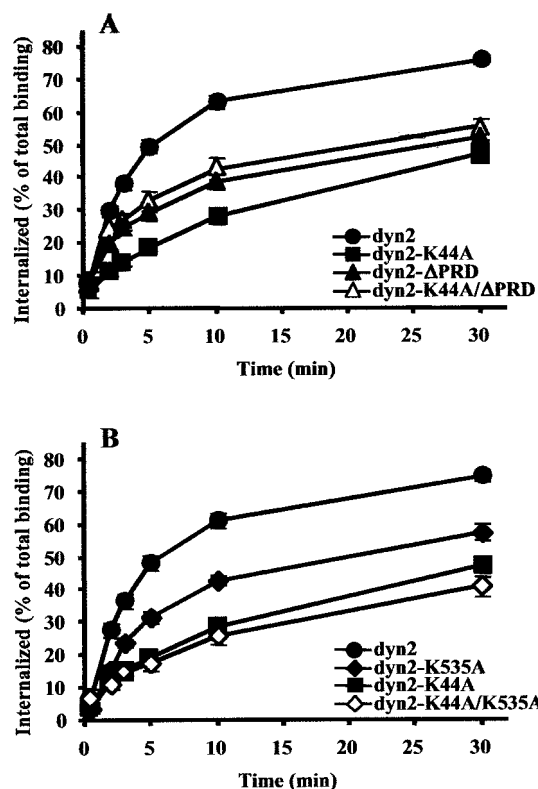 A
Internalized (% of total binding)
80
70
60
50
40
30
20
10
0
dyn2
dyn2-K44A
dyn2-ΔPRD
dyn2-K44A/ΔPRD
0 5 10 15 20 25 30
Time (min)
B
Internalized (% of total binding)
80
70
60
50
40
30
20
10
0
dyn2
dyn2-K535A
dyn2-K44A
dyn2-K44A/K535A
0 5 10 15 20 25 30
Time (min)